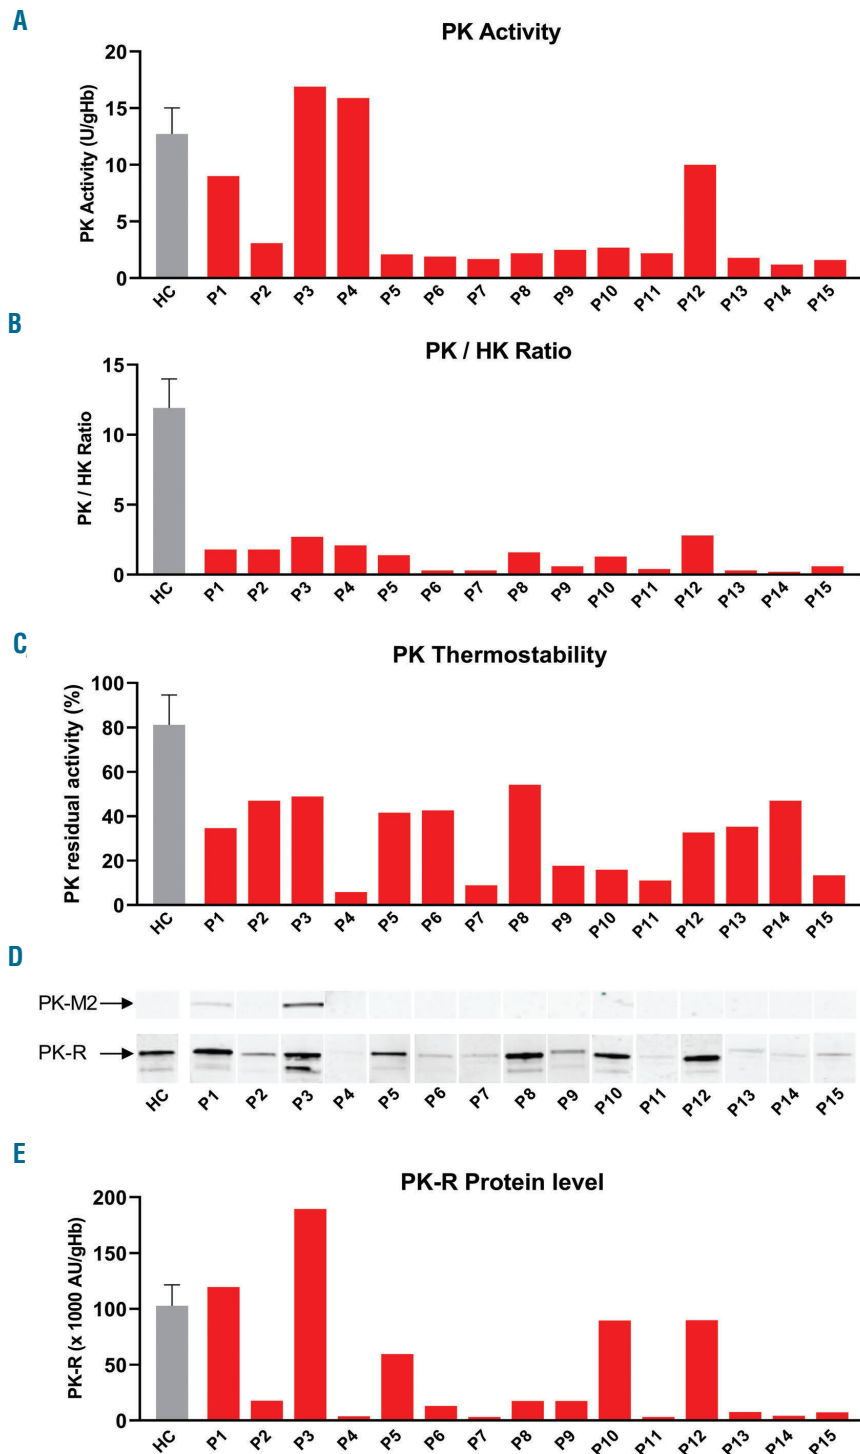 A
PK Activity
PK Activity (U/gHb)
20
15
10
5
0
HC P1 P2 P3 P4 P5 P6 P7 P8 P9 P10 P11 P12 P13 P14 P15
B
PK / HK Ratio
PK / HK Ratio
15
10
5
0
HC P1 P2 P3 P4 P5 P6 P7 P8 P9 P10 P11 P12 P13 P14 P15
C
PK Thermostability
PK residual activity (%)
100
80
60
40
20
0
HC P1 P2 P3 P4 P5 P6 P7 P8 P9 P10 P11 P12 P13 P14 P15
D
PK-M2
PK-R
HC P1 P2 P3 P4 P5 P6 P7 P8 P9 P10 P11 P12 P13 P14 P15
E
PK-R Protein level
PK-R (x 1000 AU/gHb)
200
150
100
50
0
HC P1 P2 P3 P4 P5 P6 P7 P8 P9 P10 P11 P12 P13 P14 P15